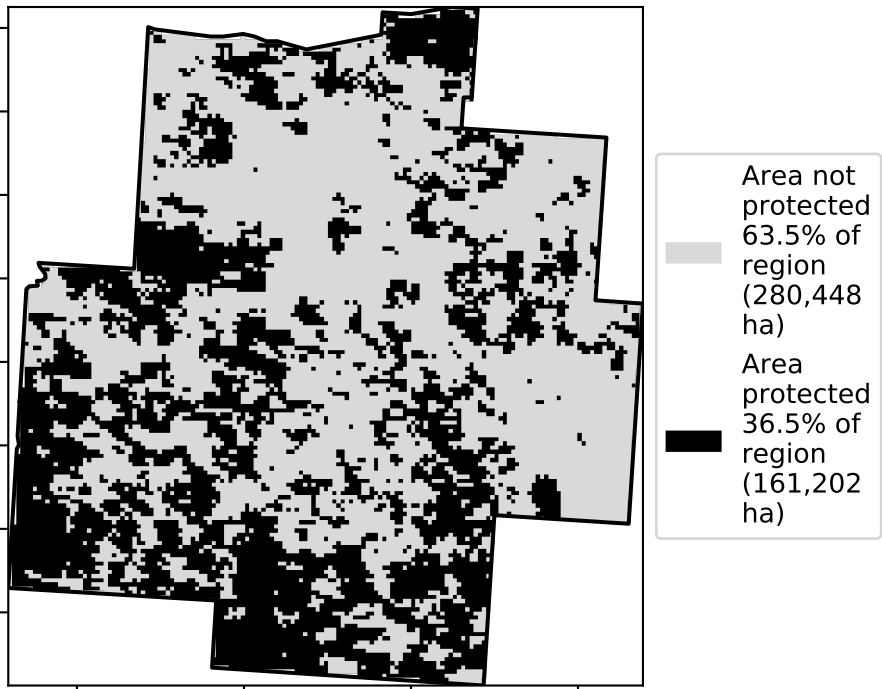 Area not
protected
63.5% of
region
(280,448
ha)
Area
protected
36.5% of
region
(161,202
ha)